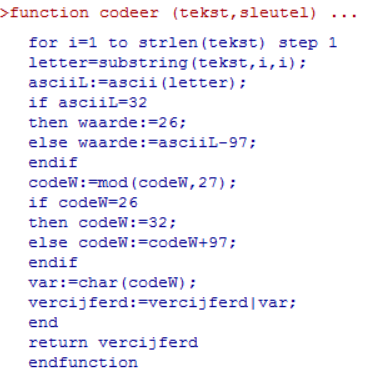 >function codeer (tekst,sleutel) ...
for i=1 to strlen(tekst) step 1
letter=substring(tekst,i,i);
asciiL:=ascii(letter);
if asciiL=32
then waarde:=26;
else waarde:=asciiL-97;
endif
codeW:=mod(codeW,27);
if codeW=26
then codeW:=32;
else codeW:=codeW+97;
endif
var:=char(codeW);
vercijferd:=vercijferd|var;
end
return vercijferd
endfunction